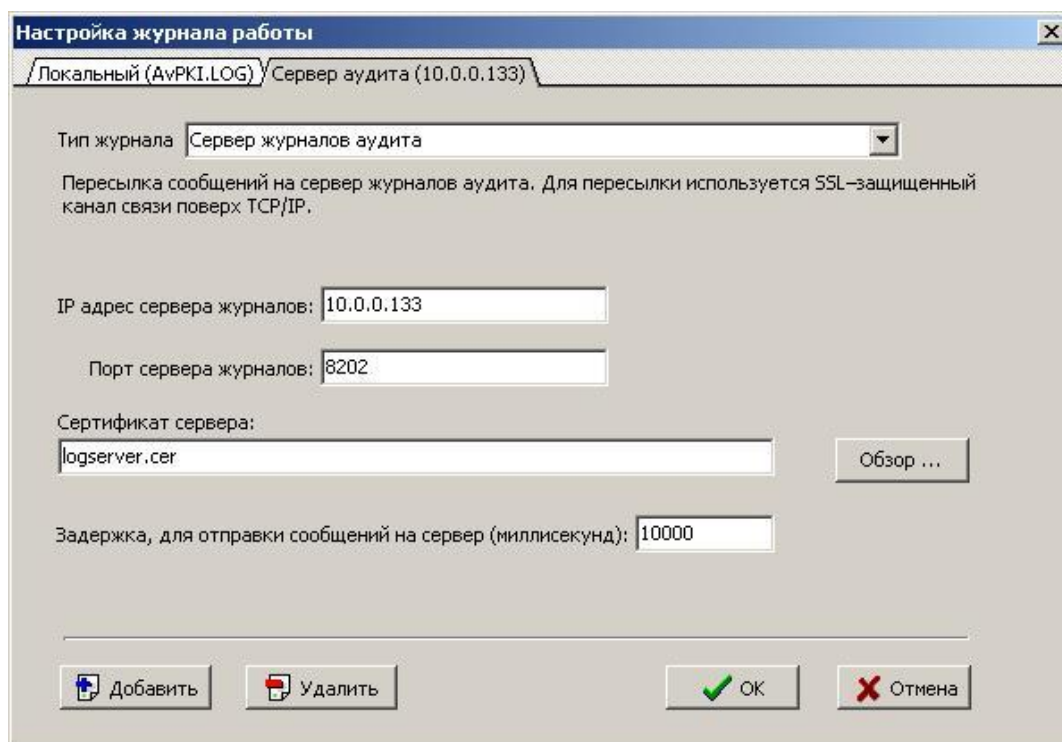 Настройка журнала работы
Локальный (AvPKI.LOG) Сервер аудита (10.0.0.133)
Тип журнала Сервер журналов аудита
Пересылка сообщений на сервер журналов аудита. Для пересылки используется SSL-защищенный
канал связи поверх TCP/IP.
IP адрес сервера журналов: 10.0.0.133
Порт сервера журналов: 8202
Сертификат сервера:
logserver.cer Обзор ...
Задержка, для отправки сообщений на сервер (миллисекунд): 10000
Добавить Удалить ОК Отмена